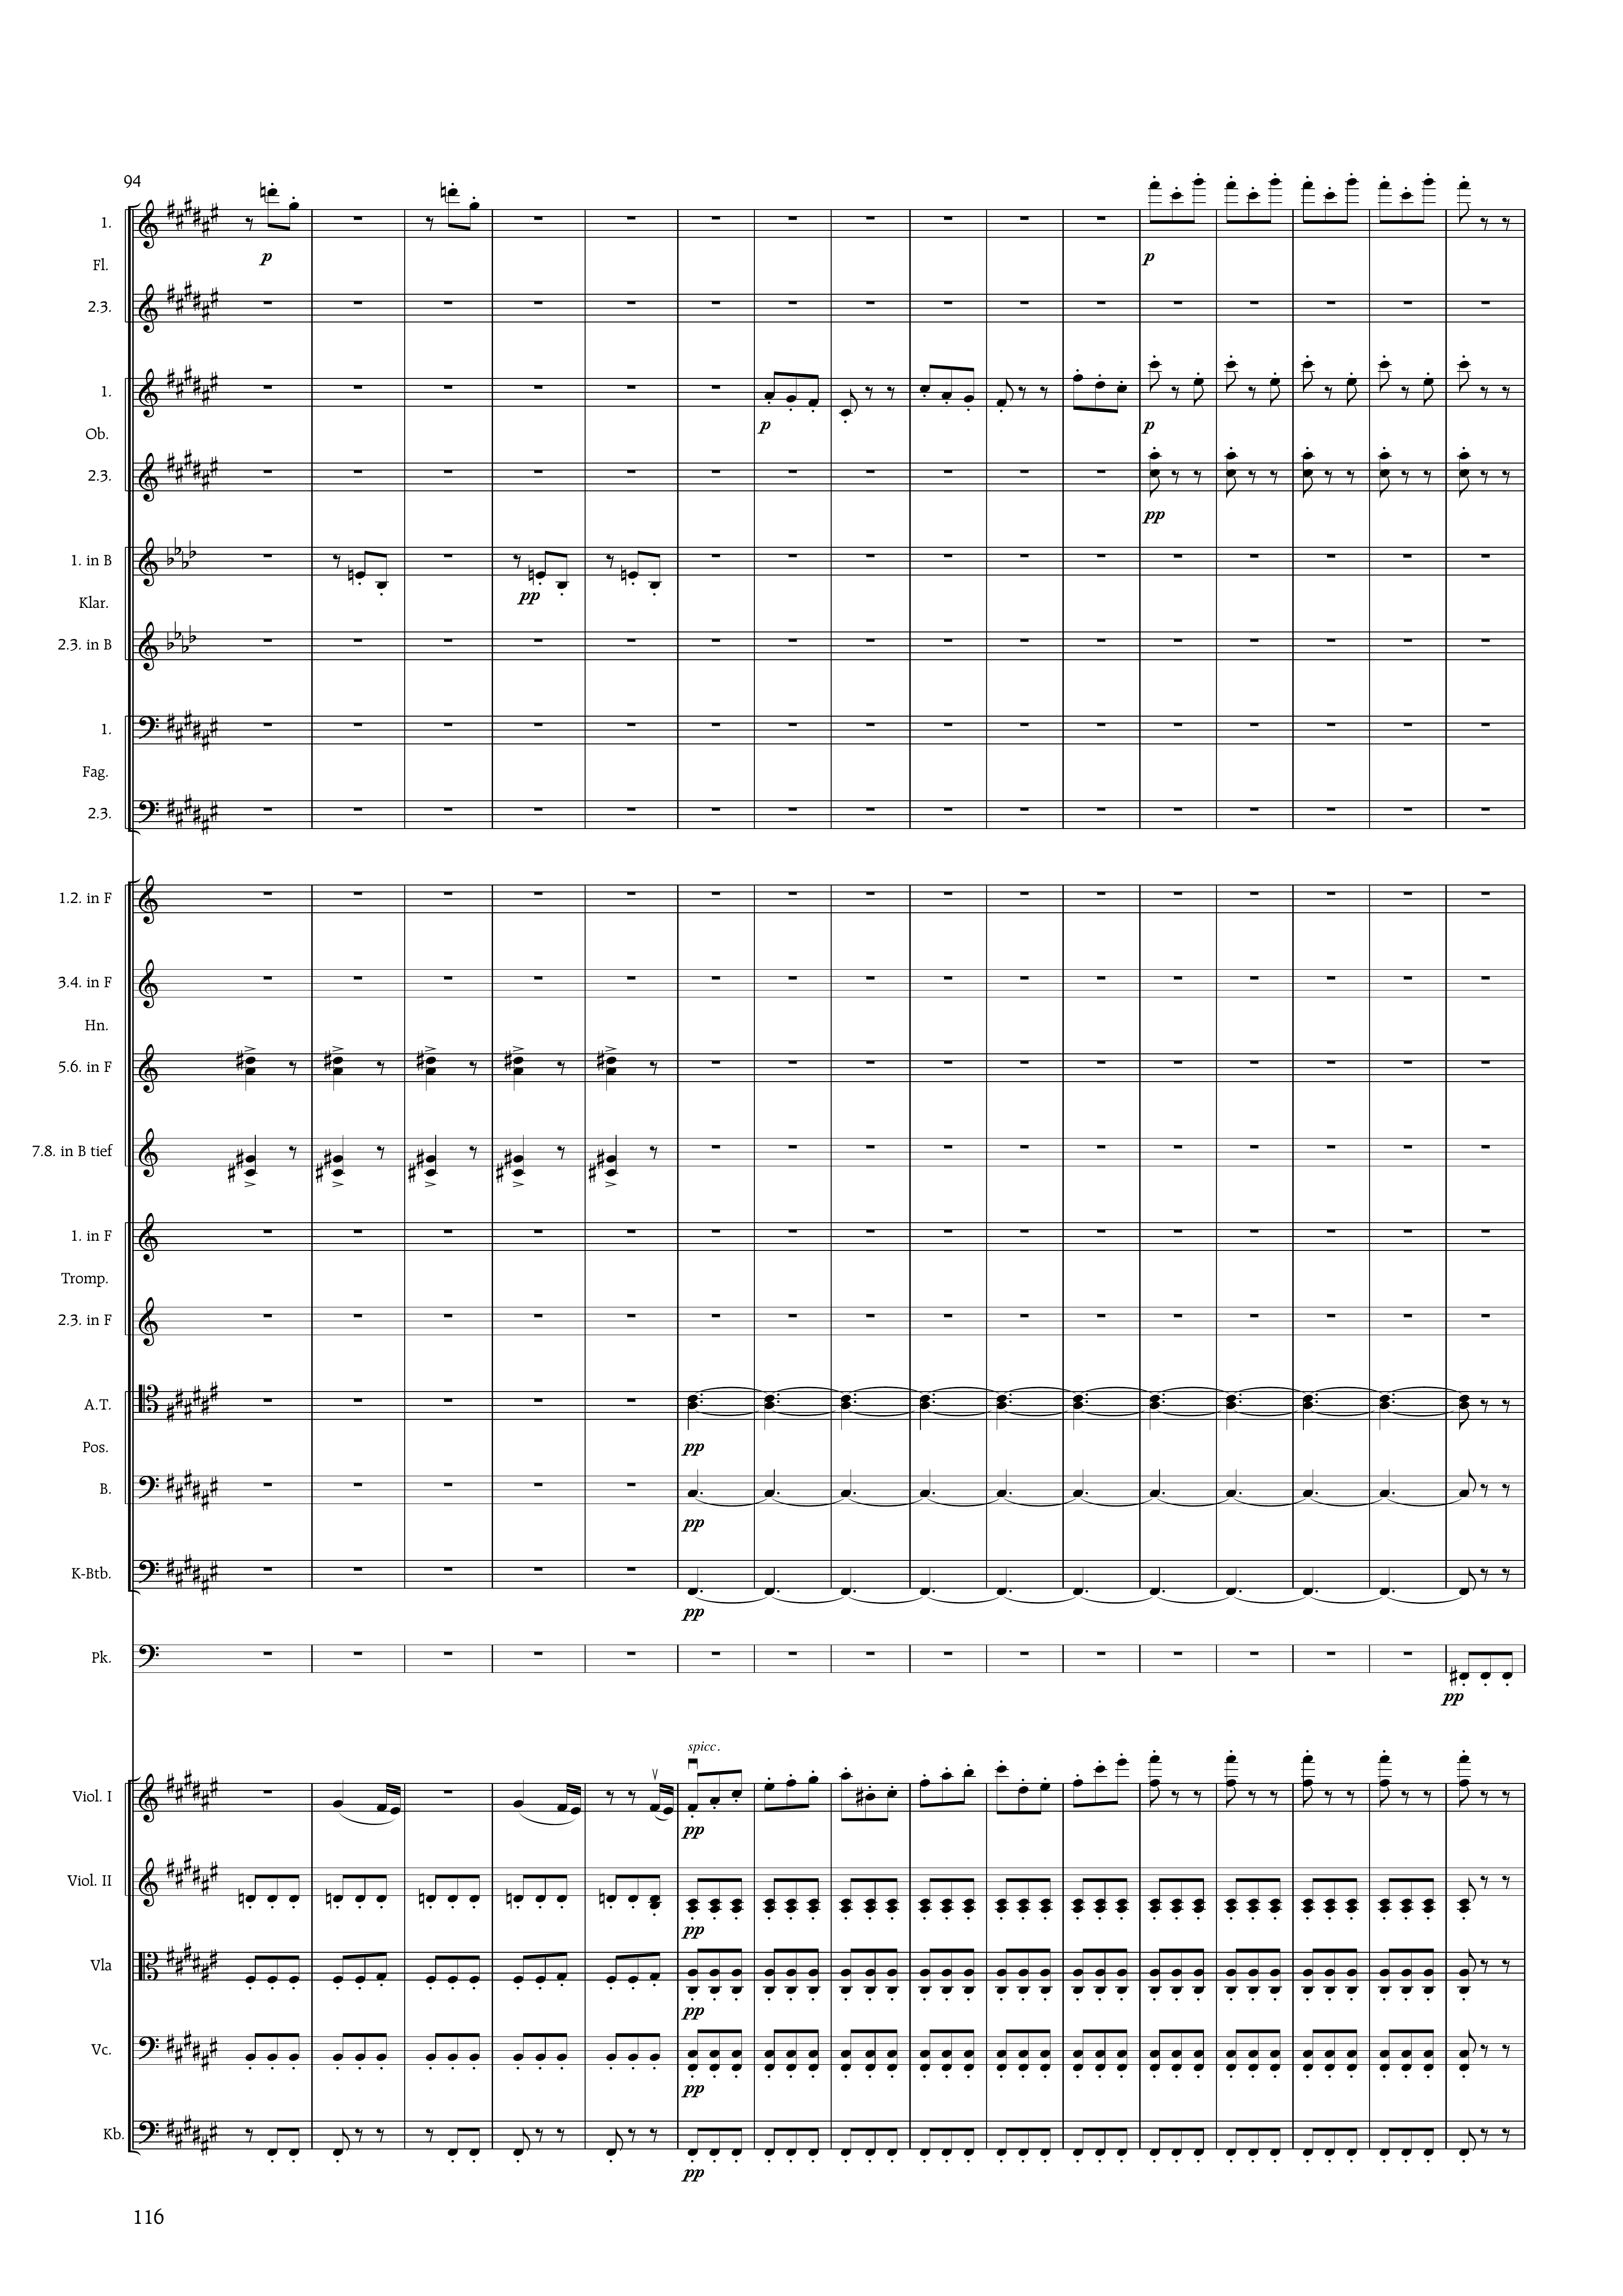 94
1.
p
p
Fl.
2.3.
1.
p
p
Ob.
2.3.
pp
1. in B
pp
Klar.
2.3. in B
1.
Fag.
2.3.
1.2. in F
3.4. in F
Hn.
5.6. in F
7.8. in B tief
1. in F
Tromp.
2.3. in F
A.T.
Pos.
pp
B.
pp
K-Btb.
pp
Pk.
pp
spicc.
Viol. I
pp
Viol. II
pp
Vla
pp
Vc.
pp
Kb.
pp
116